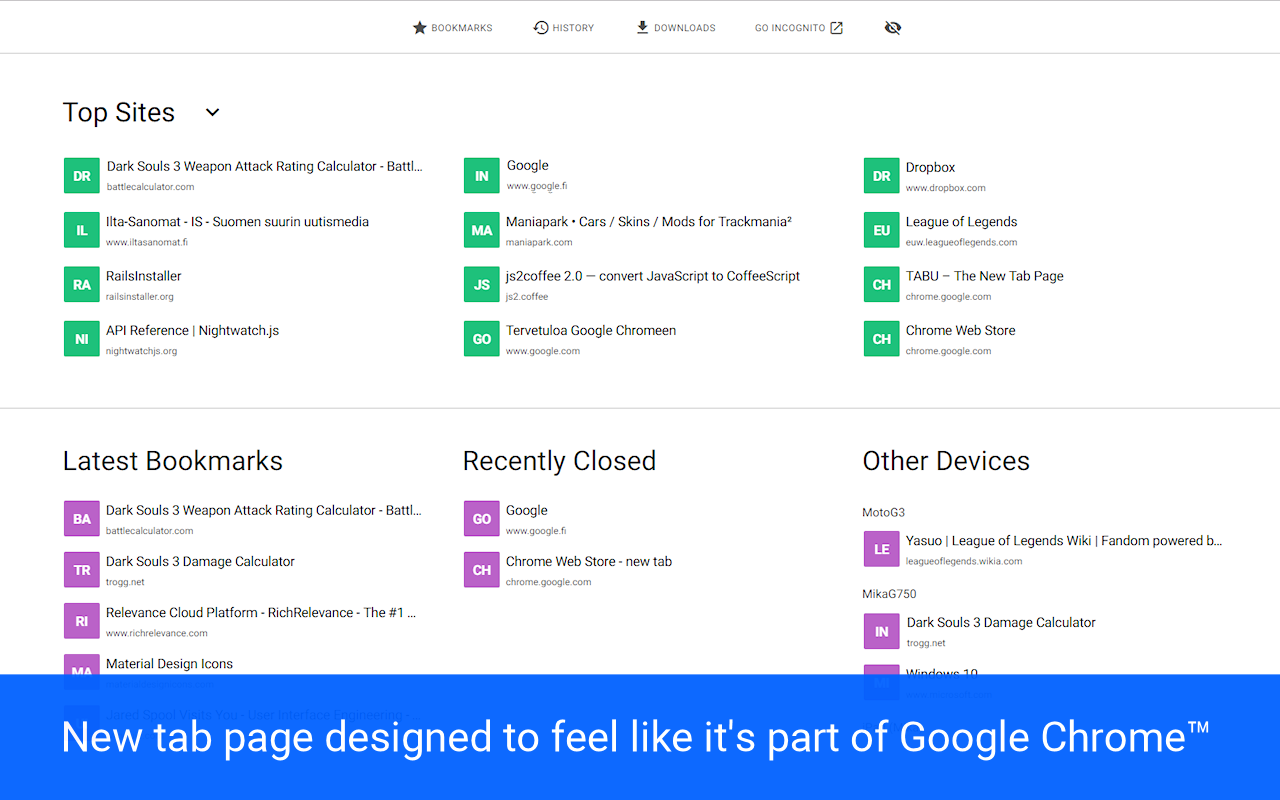 BOOKMARKS
HISTORY
DOWNLOADS
GO INCOGNITO
Top Sites
DR
Dark Souls 3 Weapon Attack Rating Calculator - Battl...
battlecalculator.com
IL
Ilta-Sanomat - IS - Suomen suurin uutismedia
www.iltasanomat.fi
RA
RailsInstaller
railsinstaller.org
NI
API Reference | Nightwatch.js
nightwatchjs.org
IN
Google
www.google.fi
MA
Maniapark • Cars / Skins / Mods for Trackmania²
maniapark.com
JS
js2coffee 2.0 — convert JavaScript to CoffeeScript
js2.coffee
GO
Tervetuloa Google Chromeen
www.google.com
DR
Dropbox
www.dropbox.com
EU
League of Legends
euw.leagueoflegends.com
CH
TABU – The New Tab Page
chrome.google.com
CH
Chrome Web Store
chrome.google.com
Latest Bookmarks
BA
Dark Souls 3 Weapon Attack Rating Calculator - Battl...
battlecalculator.com
TR
Dark Souls 3 Damage Calculator
trogg.net
RI
Relevance Cloud Platform - RichRelevance - The #1 ...
www.richrelevance.com
MA
Material Design Icons
Jared Spool Visits You - User Interface Engineering - ...
Recently Closed
GO
Google
www.google.fi
CH
Chrome Web Store - new tab
chrome.google.com
Other Devices
MotoG3
LE
Yasuo | League of Legends Wiki | Fandom powered b...
leagueoflegends.wikia.com
MikaG750
IN
Dark Souls 3 Damage Calculator
trogg.net
MI
Windows 10
New tab page designed to feel like it's part of Google Chrome™